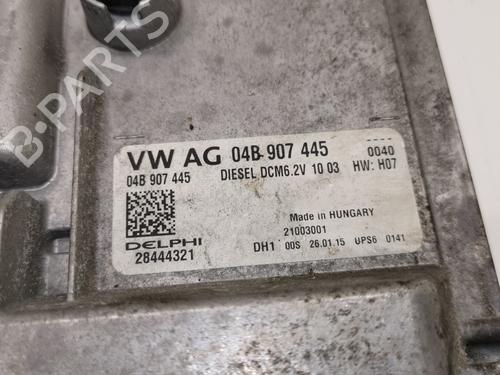 B-PARTS
VW AG 04B 907 445 0040
04B 907 445 DIESEL DCM6.2V 10 03 HW: H07
Made in HUNGARY
21003001
DELPHI
28444321
DH1 00S 26.01.15 UPS6 0141